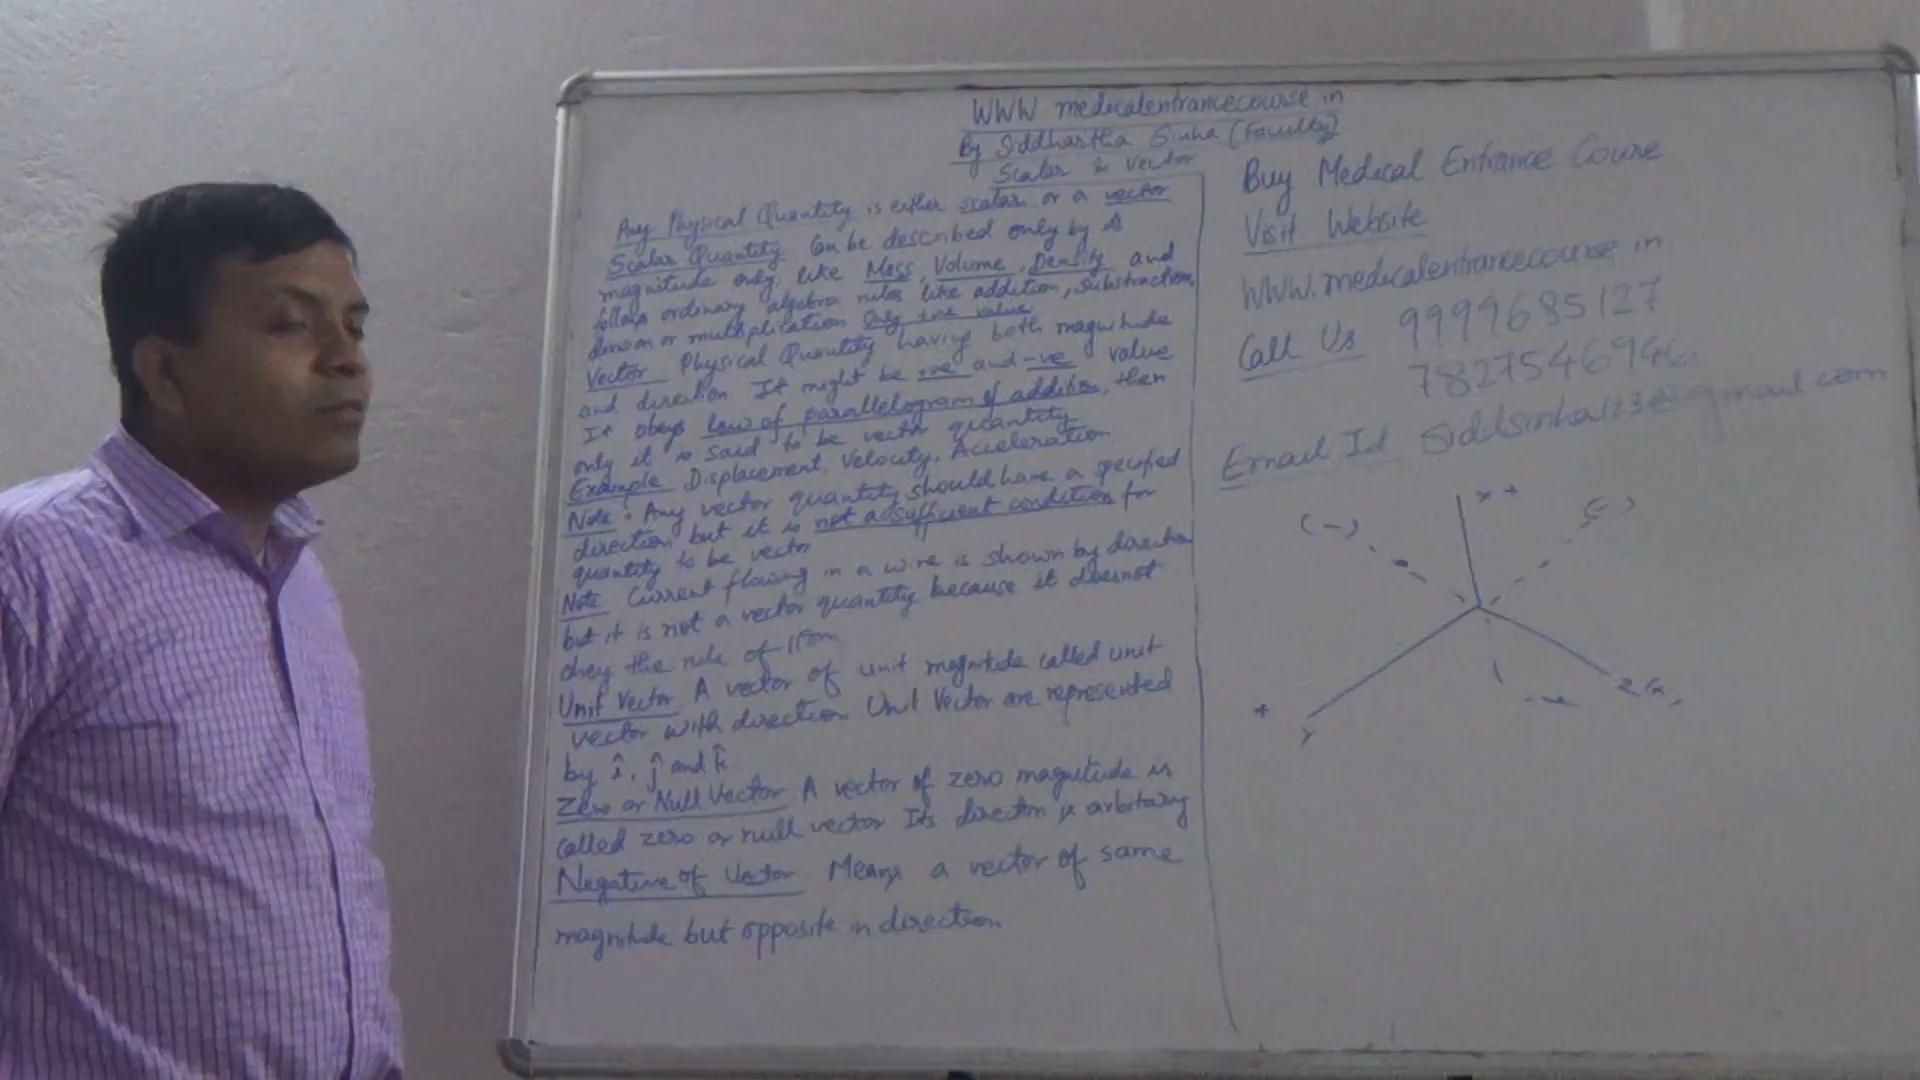 WWW medicalentrancecourse.in
By Siddhartha Sinha (Faculty)
Scalar & Vector
Any Physical Quantity is either scalar or a vector
Scalar Quantity Can be described only by
magnitude only, like Mass, Volume, Density and
follows ordinary algebra rules like addition, substraction,
division or multiplication only +ve value
Vector Physical Quantity having both magnitude
and direction It might be +ve and -ve value
It obeys law of parallelogram of addition, then
only it is said to be vector quantity
Example Displacement, Velocity, Acceleration
Note: Any vector quantity should have a specified
direction but it is not a sufficient condition for
quantity to be vector
Note Current flowing in a wire is shown by direction
but it is not a vector quantity because it doesnot
obey the rule of ||gm
Unit Vector A vector of unit magnitude called unit
vector with direction Unit Vector are represented
by î, ĵ and k̂
Zero or Null Vector A vector of zero magnitude is
called zero or null vector Its direction is arbitrary
Negative of Vector Means a vector of same
magnitude but opposite in direction
Buy Medical Entrance Course
Visit Website
WWW.medicalentrancecourse.in
Call Us 9999685127
7827546946
Email Id siddsinha123@gmail.com
(-) +
(-)
+